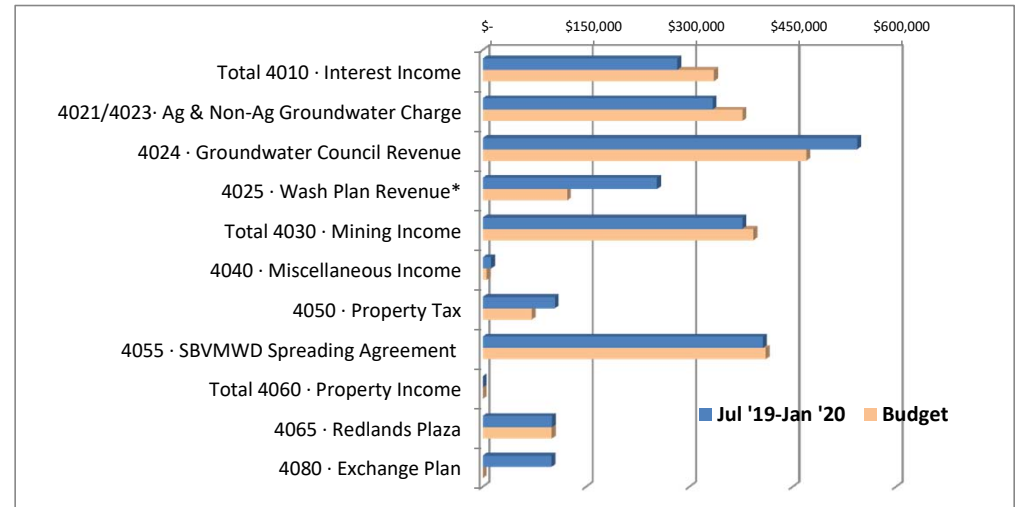 $- $150,000 $300,000 $450,000 $600,000
Total 4010 · Interest Income
4021/4023· Ag & Non-Ag Groundwater Charge
4024 · Groundwater Council Revenue
4025 · Wash Plan Revenue*
Total 4030 · Mining Income
4040 · Miscellaneous Income
4050 · Property Tax
4055 · SBVMWD Spreading Agreement
Total 4060 · Property Income
Jul '19-Jan '20 Budget
4065 · Redlands Plaza
4080 · Exchange Plan